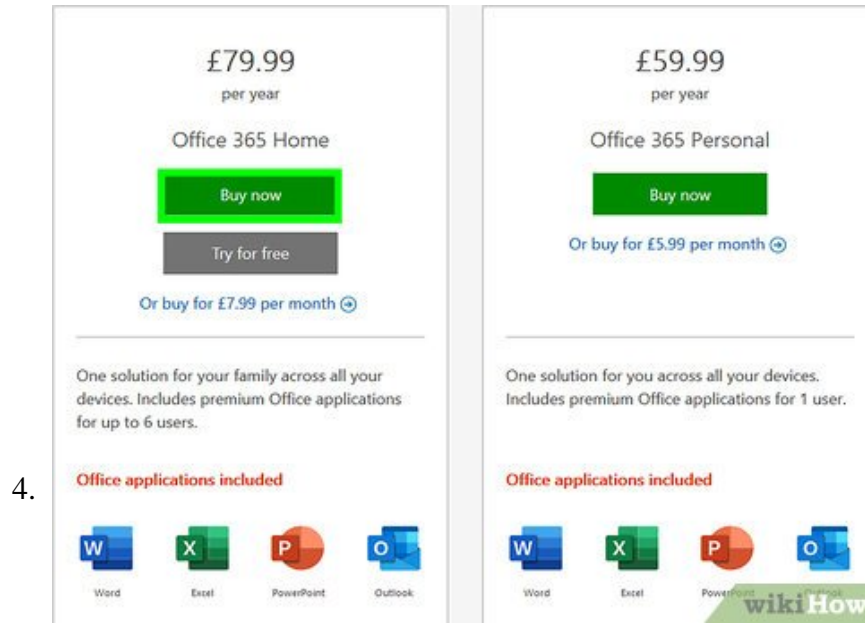 £79.99
per year
Office 365 Home
Buy now
Try for free
Or buy for £7.99 per month
One solution for your family across all your
devices. Includes premium Office applications
for up to 6 users.
4.
Office applications included
W X P O
Word Excel PowerPoint Outlook
£59.99
per year
Office 365 Personal
Buy now
Or buy for £5.99 per month
One solution for you across all your devices.
Includes premium Office applications for 1 user.
Office applications included
W X P O
Word Excel
wikiHow